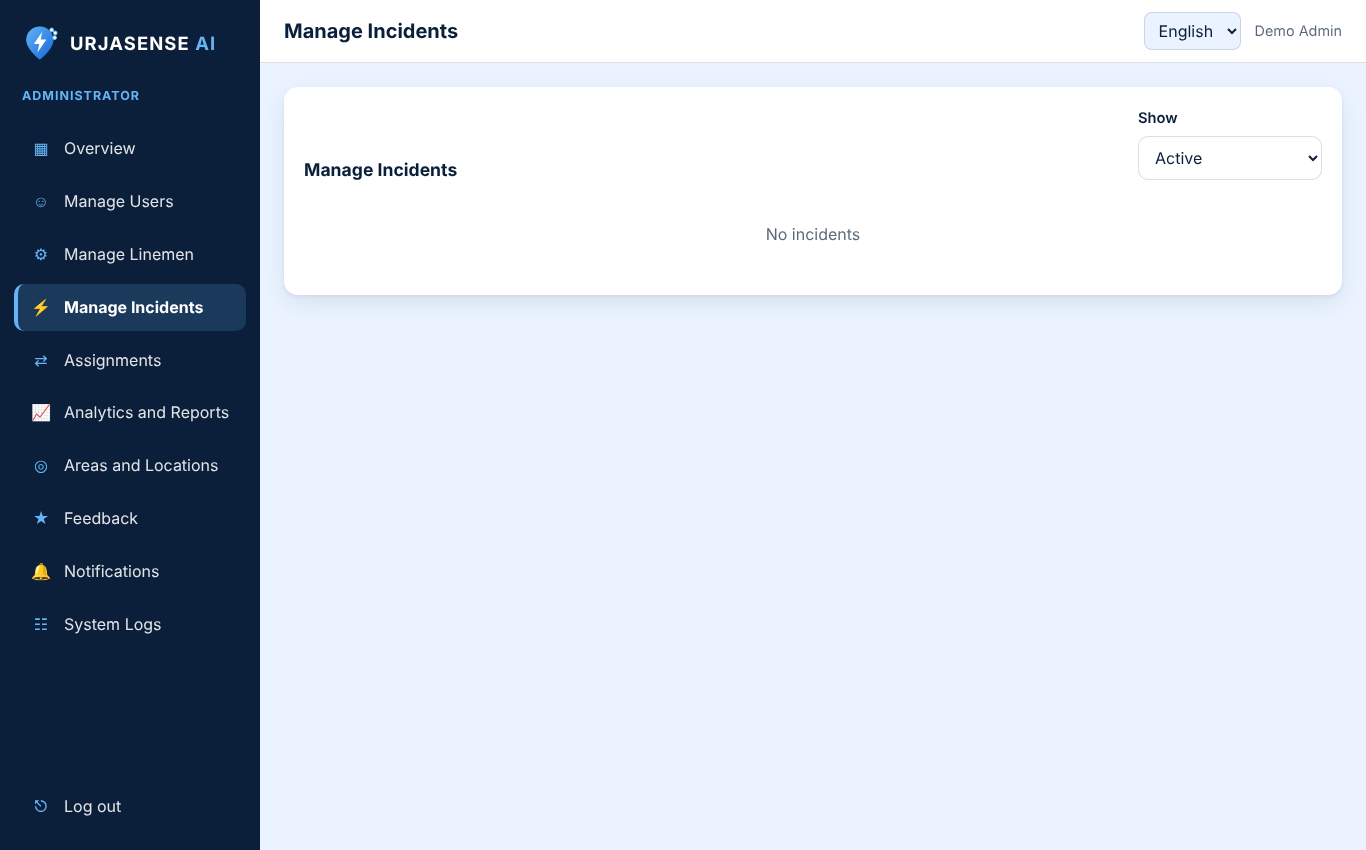 URJASENSE AI
ADMINISTRATOR
Overview
Manage Users
Manage Linemen
Manage Incidents
Assignments
Analytics and Reports
Areas and Locations
Feedback
Notifications
System Logs
Log out
Manage Incidents
English
Demo Admin
Show
Manage Incidents
Active
No incidents